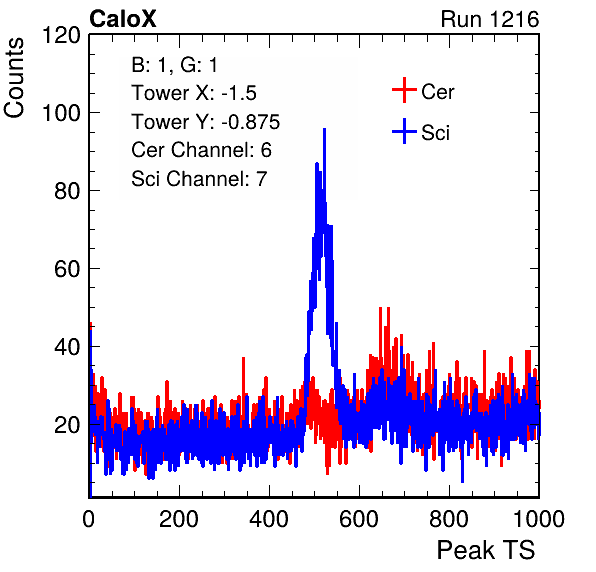 CaloX Run 1216
Counts
120
100
80
60
40
20
B: 1, G: 1
Tower X: -1.5
Tower Y: -0.875
Cer Channel: 6
Sci Channel: 7
Cer
Sci
0 200 400 600 800 1000
Peak TS